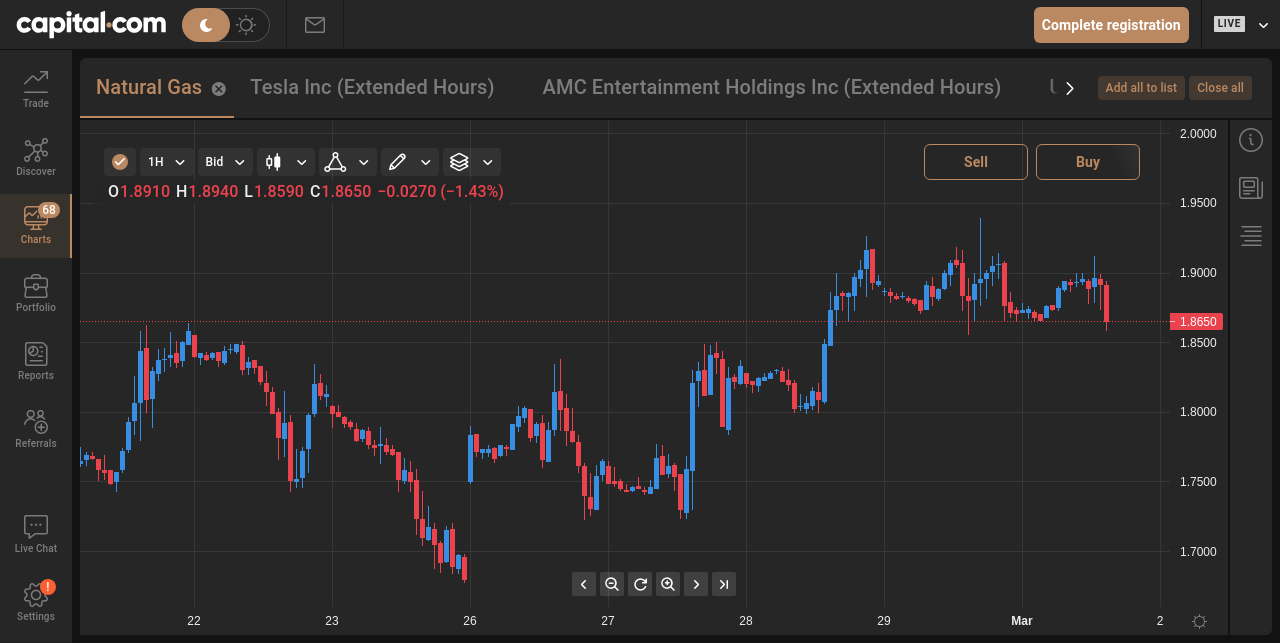 capital.com
Complete registration
LIVE
Natural Gas
Tesla Inc (Extended Hours)
AMC Entertainment Holdings Inc (Extended Hours)
Add all to list
Close all
Trade
Discover
68
Charts
Portfolio
Reports
Referrals
Live Chat
!
Settings
1H
Bid
Sell
Buy
O1.8910 H1.8940 L1.8590 C1.8650 −0.0270 (−1.43%)
2.0000
1.9500
1.9000
1.8650
1.8500
1.8000
1.7500
1.7000
22 23 26 27 28 29 Mar 2